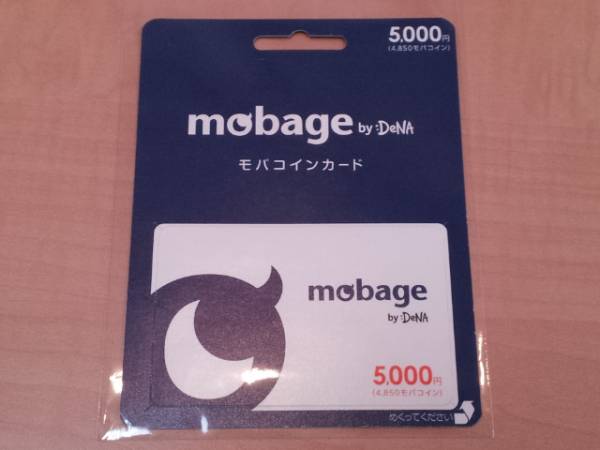 5,000円
(4,850モバコイン)
mobage by :DeNA
モバコインカード
mobage
by :DeNA
5,000円
(4,850モバコイン)
めくってください